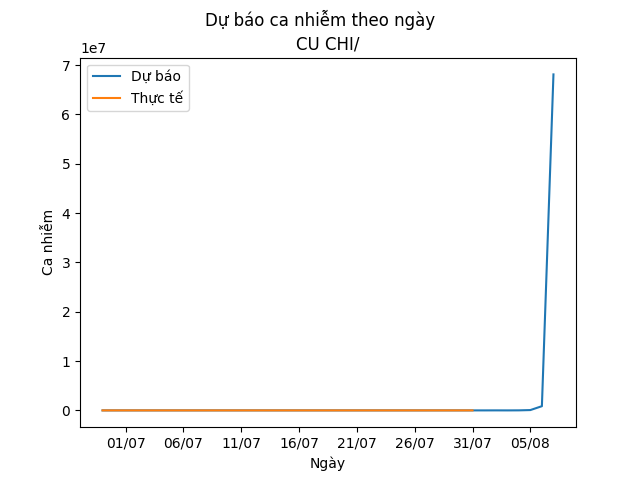 Dự báo ca nhiễm theo ngày
CU CHI/
1e7
Dự báo
Thực tế
7
6
5
4
3
2
1
0
Ca nhiễm
01/07 06/07 11/07 16/07 21/07 26/07 31/07 05/08
Ngày